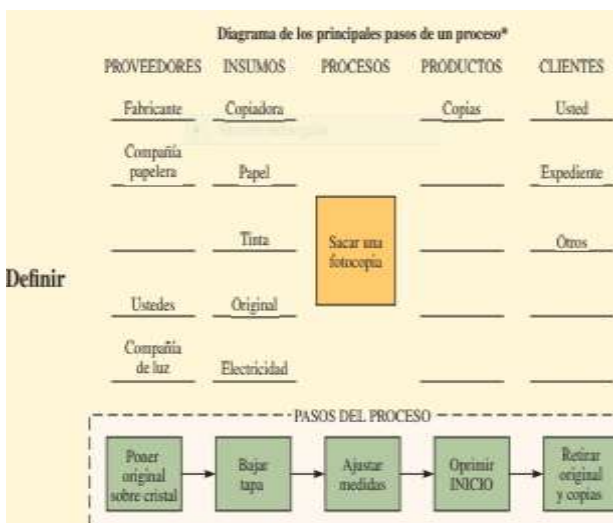 Diagrama de los principales pasos de un proceso*
PROVEEDORES INSUMOS PROCESOS PRODUCTOS CLIENTES
Fabricante Copiadora Copias Usted
Compañía
papelera Papel Expediente
Tinta Otros
Sacar una
fotocopia
Definir
Ustedes Original
Compañía
de luz Electricidad
PASOS DEL PROCESO
Poner
original
sobre cristal
Bajar
tapa
Ajustar
medidas
Oprimir
INICIO
Retirar
original
y copias